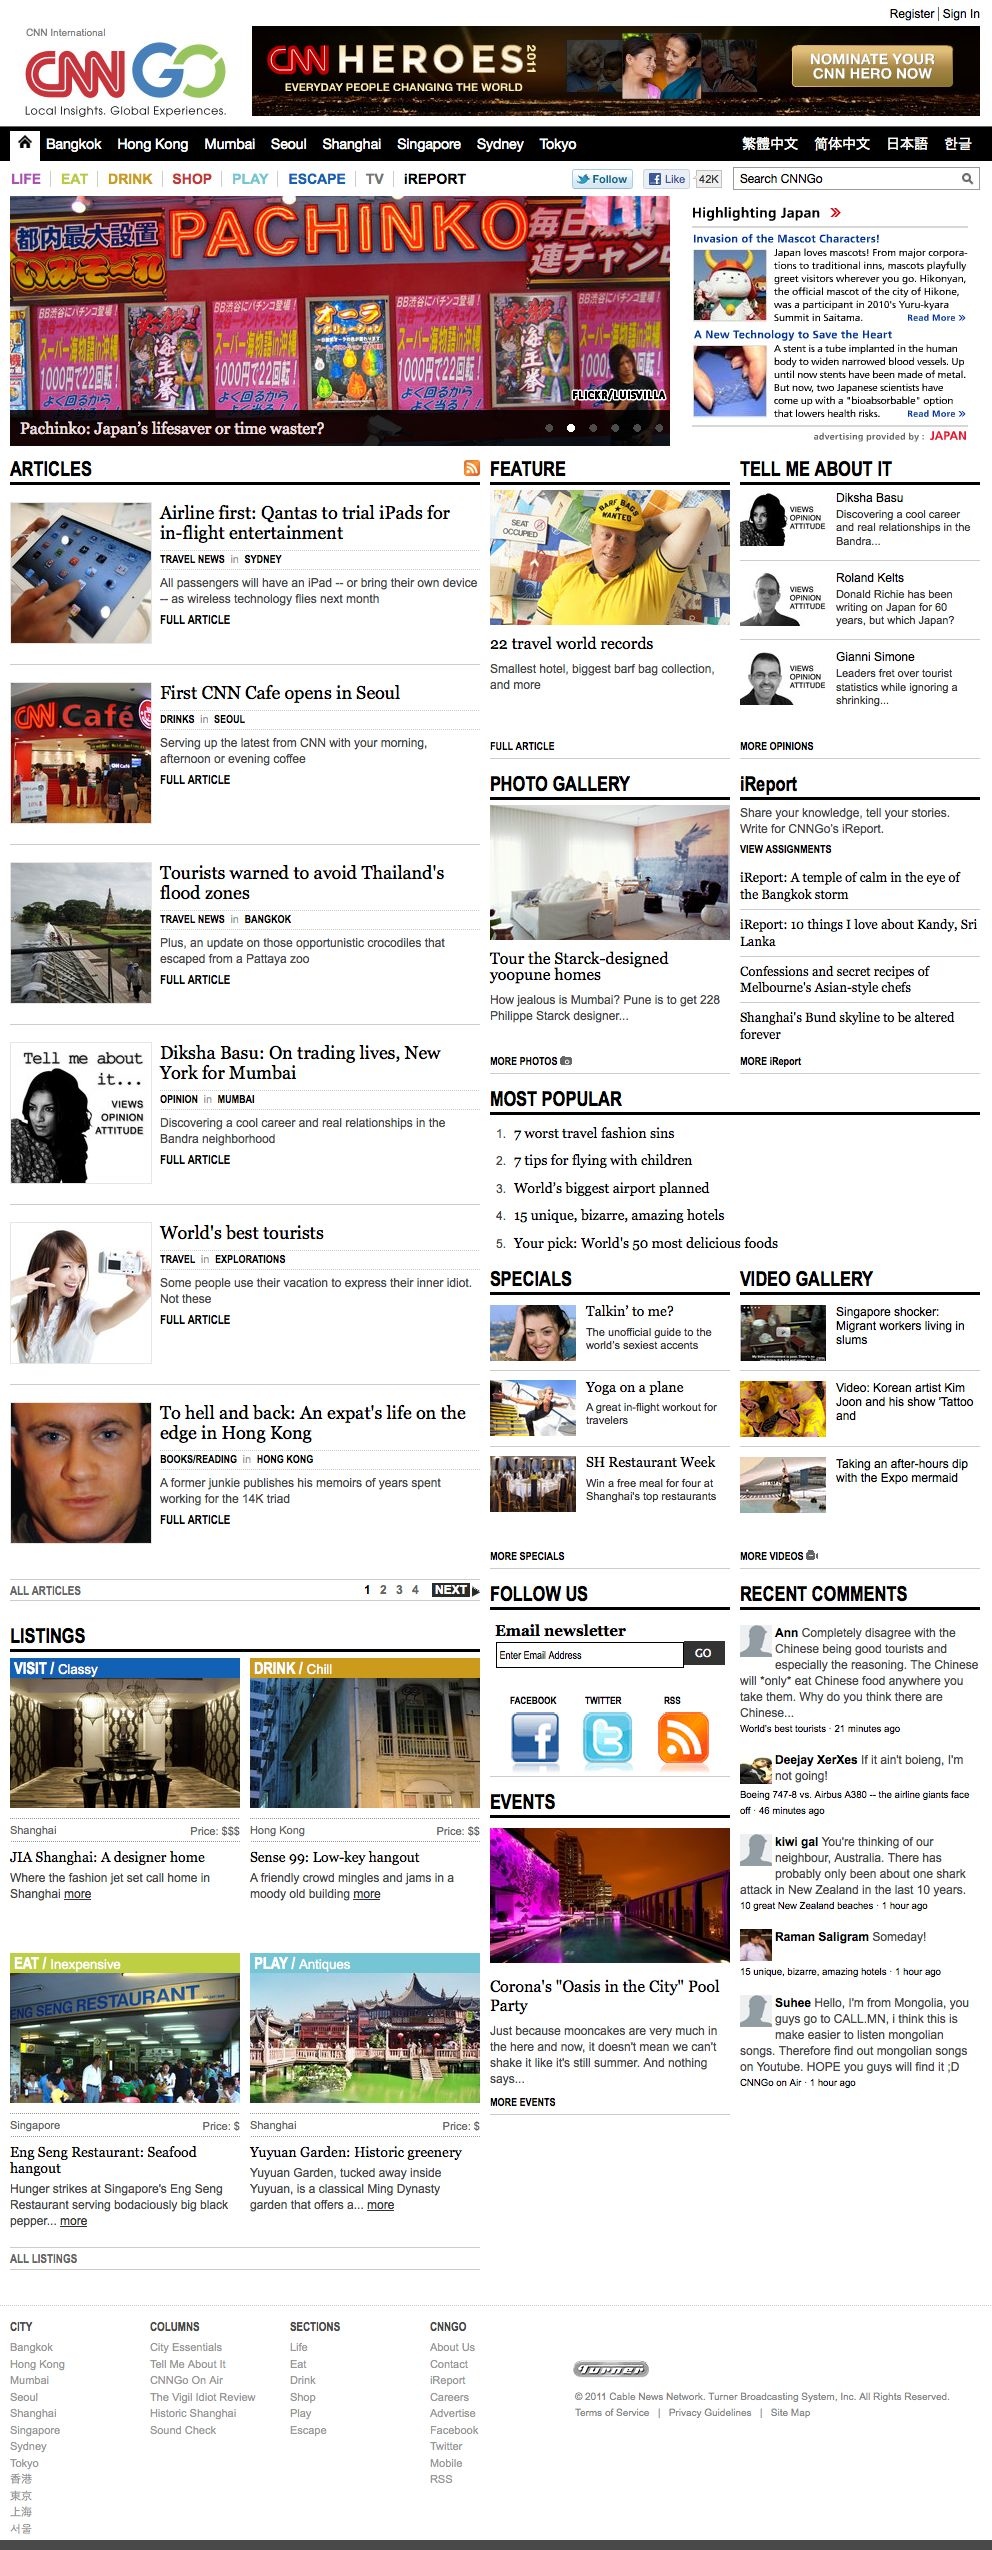 Register | Sign In
CNN International
CNN GO
Local Insights. Global Experiences.
CNN HEROES 2011
EVERYDAY PEOPLE CHANGING THE WORLD
NOMINATE YOUR
CNN HERO NOW
Bangkok Hong Kong Mumbai Seoul Shanghai Singapore Sydney Tokyo 繁體中文 简体中文 日本語 한글
LIFE EAT DRINK SHOP PLAY ESCAPE TV iREPORT Follow Like 42K Search CNNGo
都内最大設置
PACHINKO
FLICKR/LUISVILLA
Pachinko: Japan's lifesaver or time waster?
Highlighting Japan
Invasion of the Mascot Characters!
Japan loves mascots! From major corpora-
tions to traditional inns, mascots playfully
greet visitors wherever you go. Hikonyan,
the official mascot of the city of Hikone,
was a participant in 2010's Yuru-kyara
Summit in Saitama. Read More
A New Technology to Save the Heart
A stent is a tube implanted in the human
body to widen narrowed blood vessels. Up
until now stents have been made of metal.
But now, two Japanese scientists have
come up with a "bioabsorbable" option
that lowers health risks. Read More
advertising provided by : JAPAN
ARTICLES
Airline first: Qantas to trial iPads for
in-flight entertainment
TRAVEL NEWS in SYDNEY
All passengers will have an iPad -- or bring their own device
-- as wireless technology flies next month
FULL ARTICLE
CNN Café
First CNN Cafe opens in Seoul
DRINKS in SEOUL
Serving up the latest from CNN with your morning,
afternoon or evening coffee
FULL ARTICLE
Tourists warned to avoid Thailand's
flood zones
TRAVEL NEWS in BANGKOK
Plus, an update on those opportunistic crocodiles that
escaped from a Pattaya zoo
FULL ARTICLE
Tell me about
it...
VIEWS
OPINION
ATTITUDE
Diksha Basu: On trading lives, New
York for Mumbai
OPINION in MUMBAI
Discovering a cool career and real relationships in the
Bandra neighborhood
FULL ARTICLE
World's best tourists
TRAVEL in EXPLORATIONS
Some people use their vacation to express their inner idiot.
Not these
FULL ARTICLE
To hell and back: An expat's life on the
edge in Hong Kong
BOOKS/READING in HONG KONG
A former junkie publishes his memoirs of years spent
working for the 14K triad
FULL ARTICLE
ALL ARTICLES 1 2 3 4 NEXT
FEATURE
SEAT
OCCUPIED
BARF BAGS
WANTED
22 travel world records
Smallest hotel, biggest barf bag collection,
and more
FULL ARTICLE
TELL ME ABOUT IT
VIEWS
OPINION
ATTITUDE
Diksha Basu
Discovering a cool career
and real relationships in the
Bandra...
VIEWS
OPINION
ATTITUDE
Roland Kelts
Donald Richie has been
writing on Japan for 60
years, but which Japan?
VIEWS
OPINION
ATTITUDE
Gianni Simone
Leaders fret over tourist
statistics while ignoring a
shrinking...
MORE OPINIONS
PHOTO GALLERY
Tour the Starck-designed
yoopune homes
How jealous is Mumbai? Pune is to get 228
Philippe Starck designer...
MORE PHOTOS
iReport
Share your knowledge, tell your stories.
Write for CNNGo's iReport.
VIEW ASSIGNMENTS
iReport: A temple of calm in the eye of
the Bangkok storm
iReport: 10 things I love about Kandy, Sri
Lanka
Confessions and secret recipes of
Melbourne's Asian-style chefs
Shanghai's Bund skyline to be altered
forever
MORE iReport
MOST POPULAR
1. 7 worst travel fashion sins
2. 7 tips for flying with children
3. World's biggest airport planned
4. 15 unique, bizarre, amazing hotels
5. Your pick: World's 50 most delicious foods
SPECIALS
Talkin' to me?
The unofficial guide to the
world's sexiest accents
Yoga on a plane
A great in-flight workout for
travelers
SH Restaurant Week
Win a free meal for four at
Shanghai's top restaurants
MORE SPECIALS
VIDEO GALLERY
Singapore shocker:
Migrant workers living in
slums
Video: Korean artist Kim
Joon and his show 'Tattoo
and
Taking an after-hours dip
with the Expo mermaid
MORE VIDEOS
LISTINGS
VISIT / Classy
Shanghai Price: $$$
JIA Shanghai: A designer home
Where the fashion jet set call home in
Shanghai more
DRINK / Chill
Hong Kong Price: $$
Sense 99: Low-key hangout
A friendly crowd mingles and jams in a
moody old building more
EAT / Inexpensive
ENG SENG RESTAURANT
Singapore Price: $
Eng Seng Restaurant: Seafood
hangout
Hunger strikes at Singapore's Eng Seng
Restaurant serving bodaciously big black
pepper... more
PLAY / Antiques
Shanghai Price: $
Yuyuan Garden: Historic greenery
Yuyuan Garden, tucked away inside
Yuyuan, is a classical Ming Dynasty
garden that offers a... more
ALL LISTINGS
FOLLOW US
Email newsletter
Enter Email Address GO
FACEBOOK TWITTER RSS
EVENTS
Corona's "Oasis in the City" Pool
Party
Just because mooncakes are very much in
the here and now, it doesn't mean we can't
shake it like it's still summer. And nothing
says...
MORE EVENTS
RECENT COMMENTS
Ann Completely disagree with the
Chinese being good tourists and
especially the reasoning. The Chinese
will *only* eat Chinese food anywhere you
take them. Why do you think there are
Chinese...
World's best tourists · 21 minutes ago
Deejay XerXes If it ain't boieng, I'm
not going!
Boeing 747-8 vs. Airbus A380 -- the airline giants face
off · 46 minutes ago
kiwi gal You're thinking of our
neighbour, Australia. There has
probably only been about one shark
attack in New Zealand in the last 10 years.
10 great New Zealand beaches · 1 hour ago
Raman Saligram Someday!
15 unique, bizarre, amazing hotels · 1 hour ago
Suhee Hello, I'm from Mongolia, you
guys go to CALL.MN, i think this is
make easier to listen mongolian
songs. Therefore find out mongolian songs
on Youtube. HOPE you guys will find it ;D
CNNGo on Air · 1 hour ago
CITY
Bangkok
Hong Kong
Mumbai
Seoul
Shanghai
Singapore
Sydney
Tokyo
香港
東京
上海
서울
COLUMNS
City Essentials
Tell Me About It
CNNGo On Air
The Vigil Idiot Review
Historic Shanghai
Sound Check
SECTIONS
Life
Eat
Drink
Shop
Play
Escape
CNNGO
About Us
Contact
iReport
Careers
Advertise
Facebook
Twitter
Mobile
RSS
Turner
© 2011 Cable News Network. Turner Broadcasting System, Inc. All Rights Reserved.
Terms of Service | Privacy Guidelines | Site Map